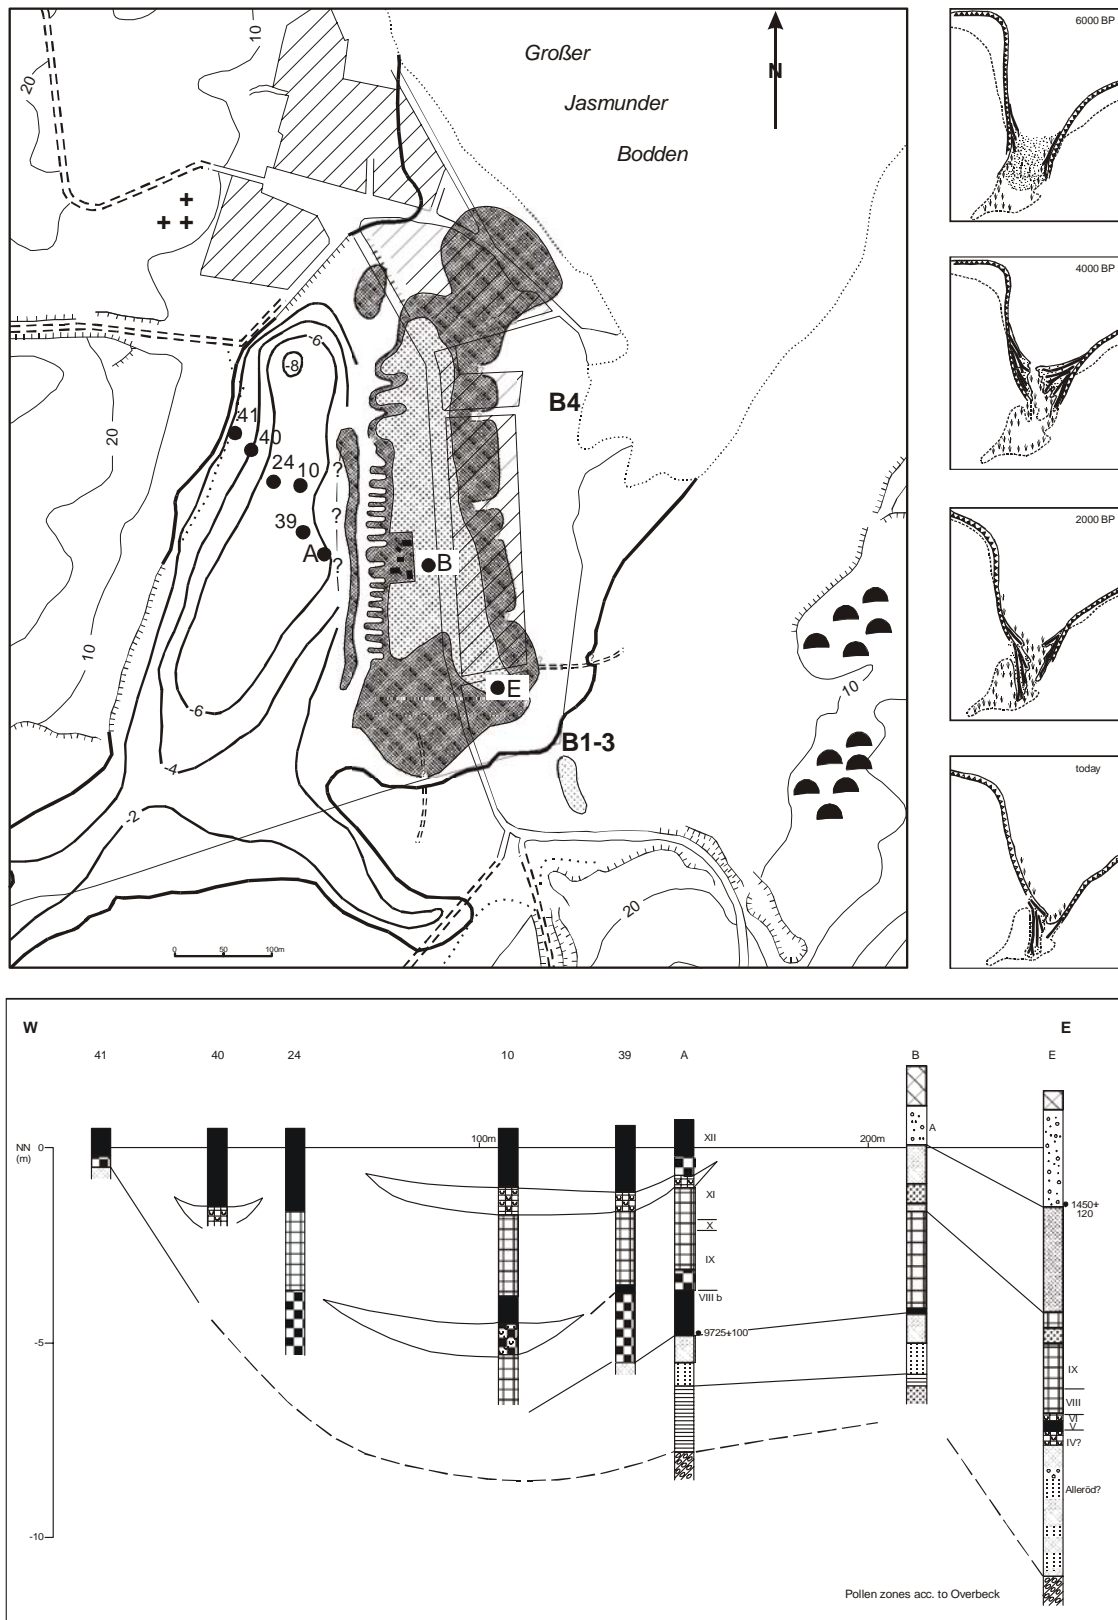 10
20
Großer
Jasmunder
Bodden
N
-6
-8
41
40
24
10
39
A
?
?
?
B
B4
E
B1-3
20
10
-6
-4
-2
10
20
0 50 100m
6000 BP
4000 BP
2000 BP
today
W E
41 40 24 10 39 A B E
NN
(m)
0
100m
200m
XII
XI
X
IX
VIII b
9725±100
A
1450±
120
-5
IX
VIII
VI
V
IV?
Alleröd?
-10
Pollen zones acc. to Overbeck